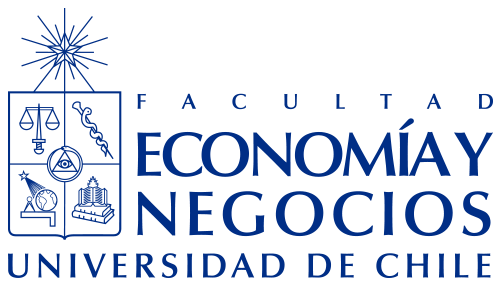 FACULTAD
ECONOMÍA Y
NEGOCIOS
UNIVERSIDAD DE CHILE